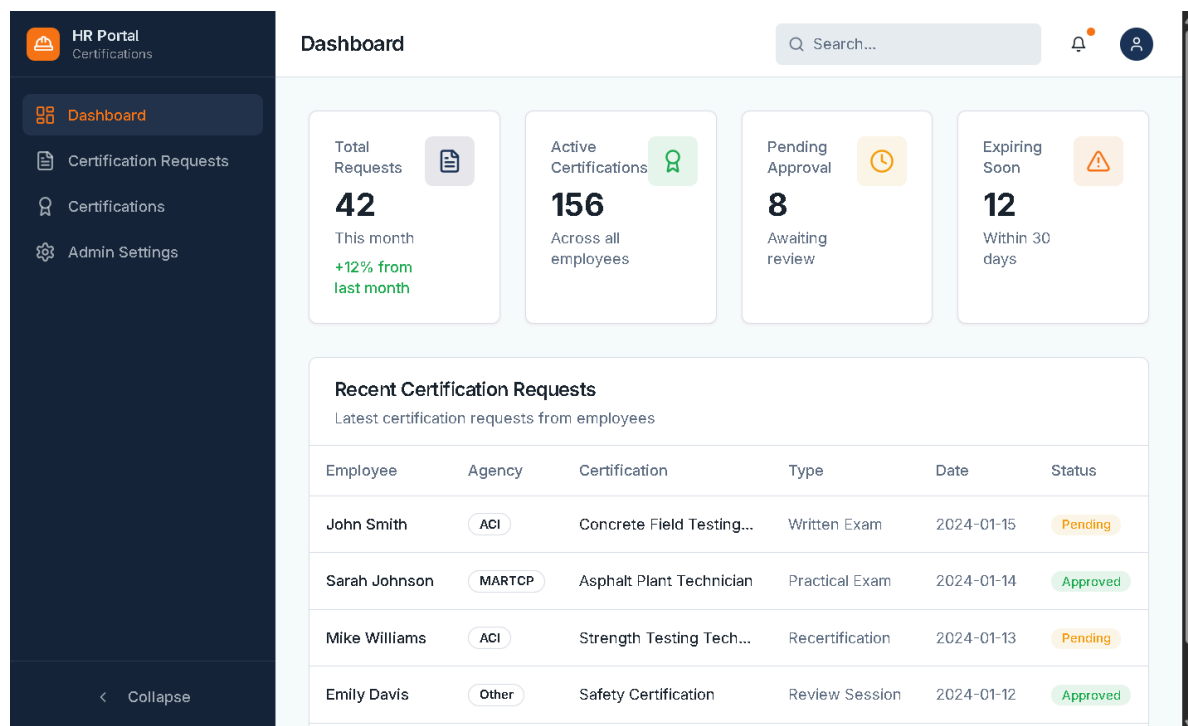 HR Portal
Certifications
Dashboard
Certification Requests
Certifications
Admin Settings
Collapse
Dashboard
Search...
Total
Requests
42
This month
+12% from
last month
Active
Certifications
156
Across all
employees
Pending
Approval
8
Awaiting
review
Expiring
Soon
12
Within 30
days
Recent Certification Requests
Latest certification requests from employees
Employee Agency Certification Type Date Status
John Smith ACI Concrete Field Testing... Written Exam 2024-01-15 Pending
Sarah Johnson MARTCP Asphalt Plant Technician Practical Exam 2024-01-14 Approved
Mike Williams ACI Strength Testing Tech... Recertification 2024-01-13 Pending
Emily Davis Other Safety Certification Review Session 2024-01-12 Approved